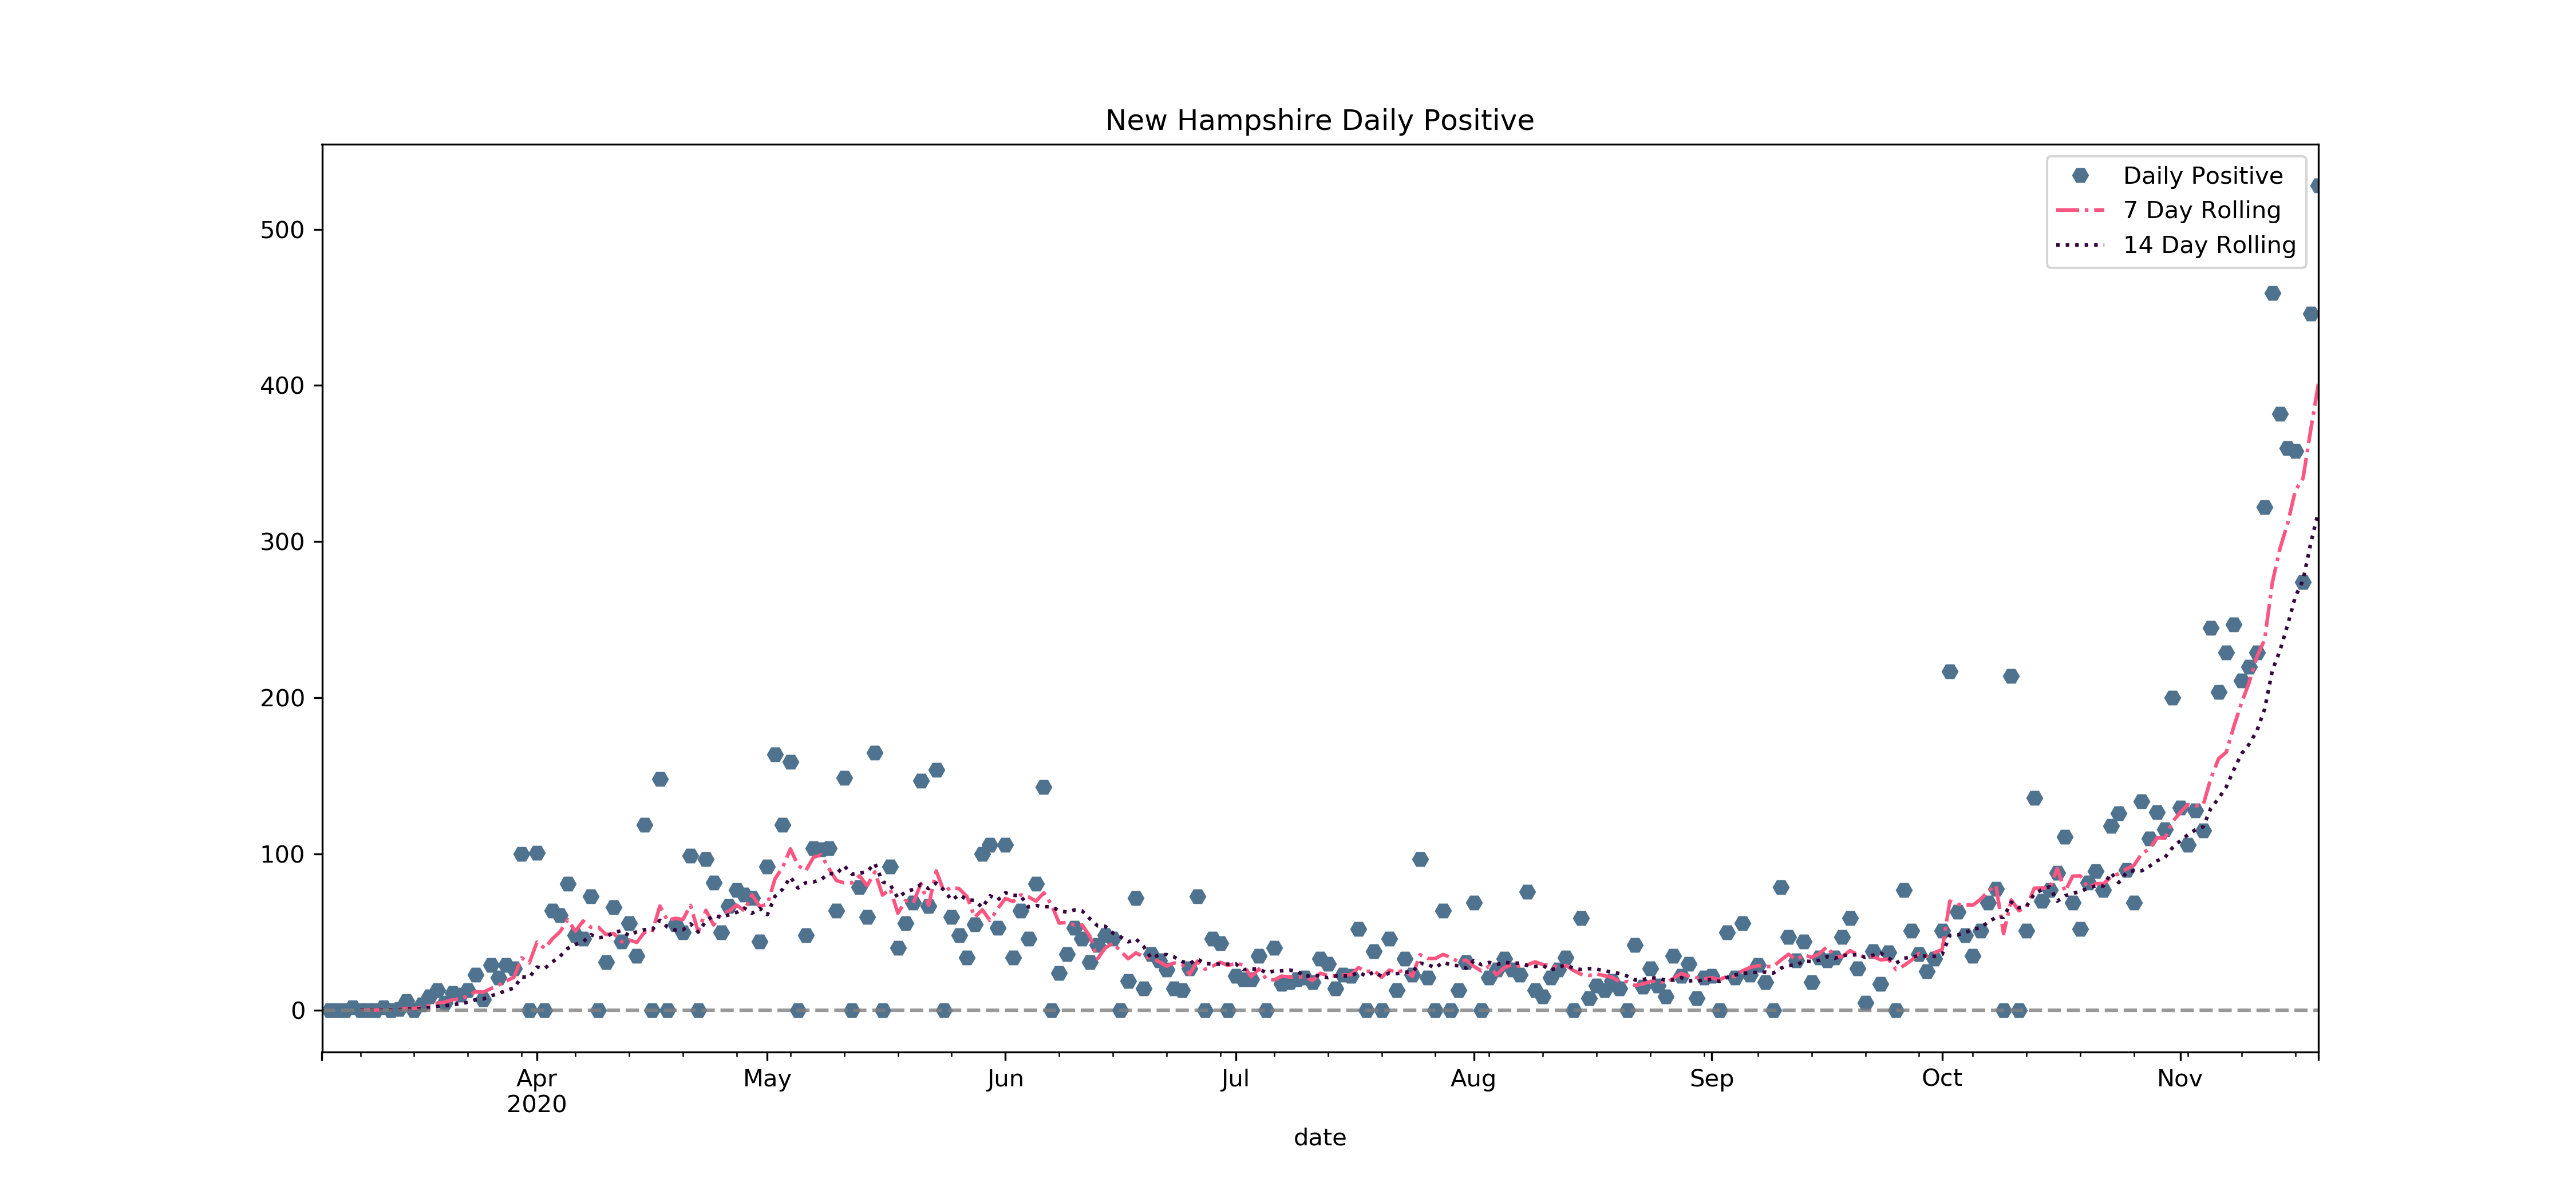 New Hampshire Daily Positive
Daily Positive
7 Day Rolling
14 Day Rolling
500
400
300
200
100
0
Apr
2020
May
Jun
Jul
Aug
Sep
Oct
Nov
date